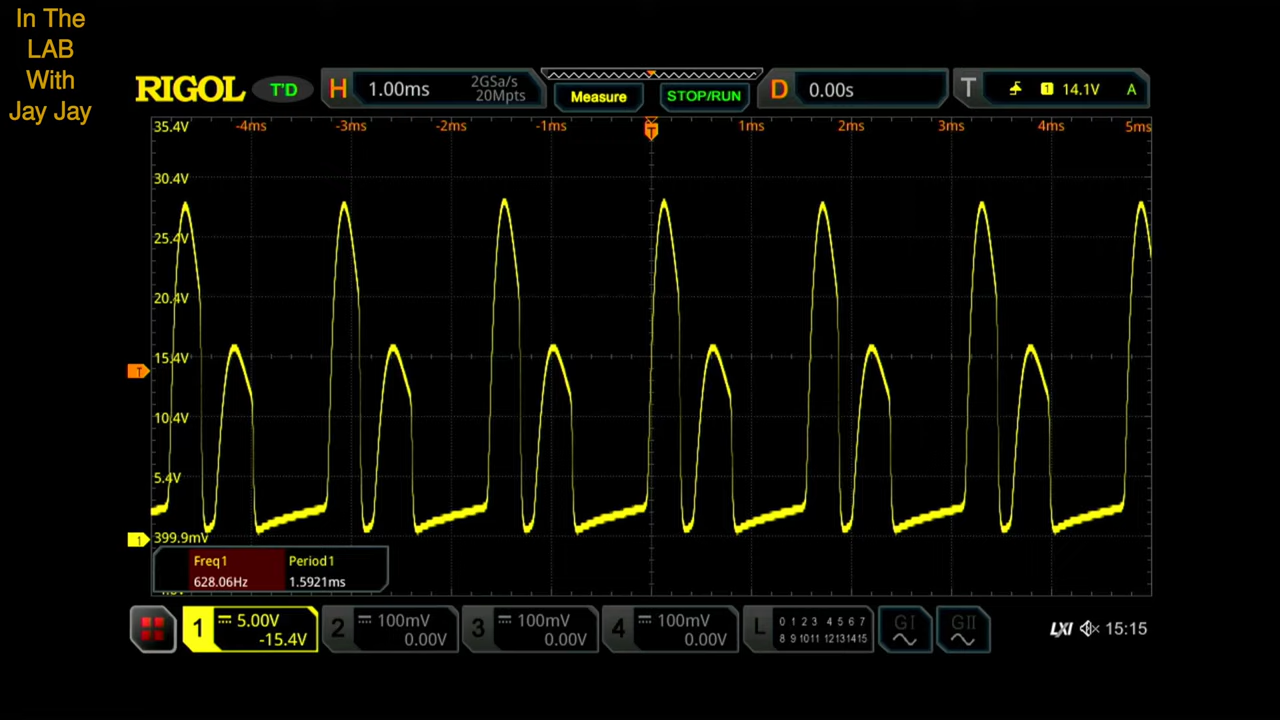 In The
LAB
With
Jay Jay
RIGOL T'D H 1.00ms 2GSa/s 20Mpts Measure STOP/RUN D 0.00s T 1 14.1V A
35.4V -4ms -3ms -2ms -1ms T 1ms 2ms 3ms 4ms 5ms
30.4V
25.4V
20.4V
15.4V
T
10.4V
5.4V
1 399.9mV
Freq1 Period1
628.06Hz 1.5921ms
1 5.00V -15.4V 2 100mV 0.00V 3 100mV 0.00V 4 100mV 0.00V L 0 1 2 3 4 5 6 7 8 9 10 11 12 13 14 15 GI GII LXI 15:15